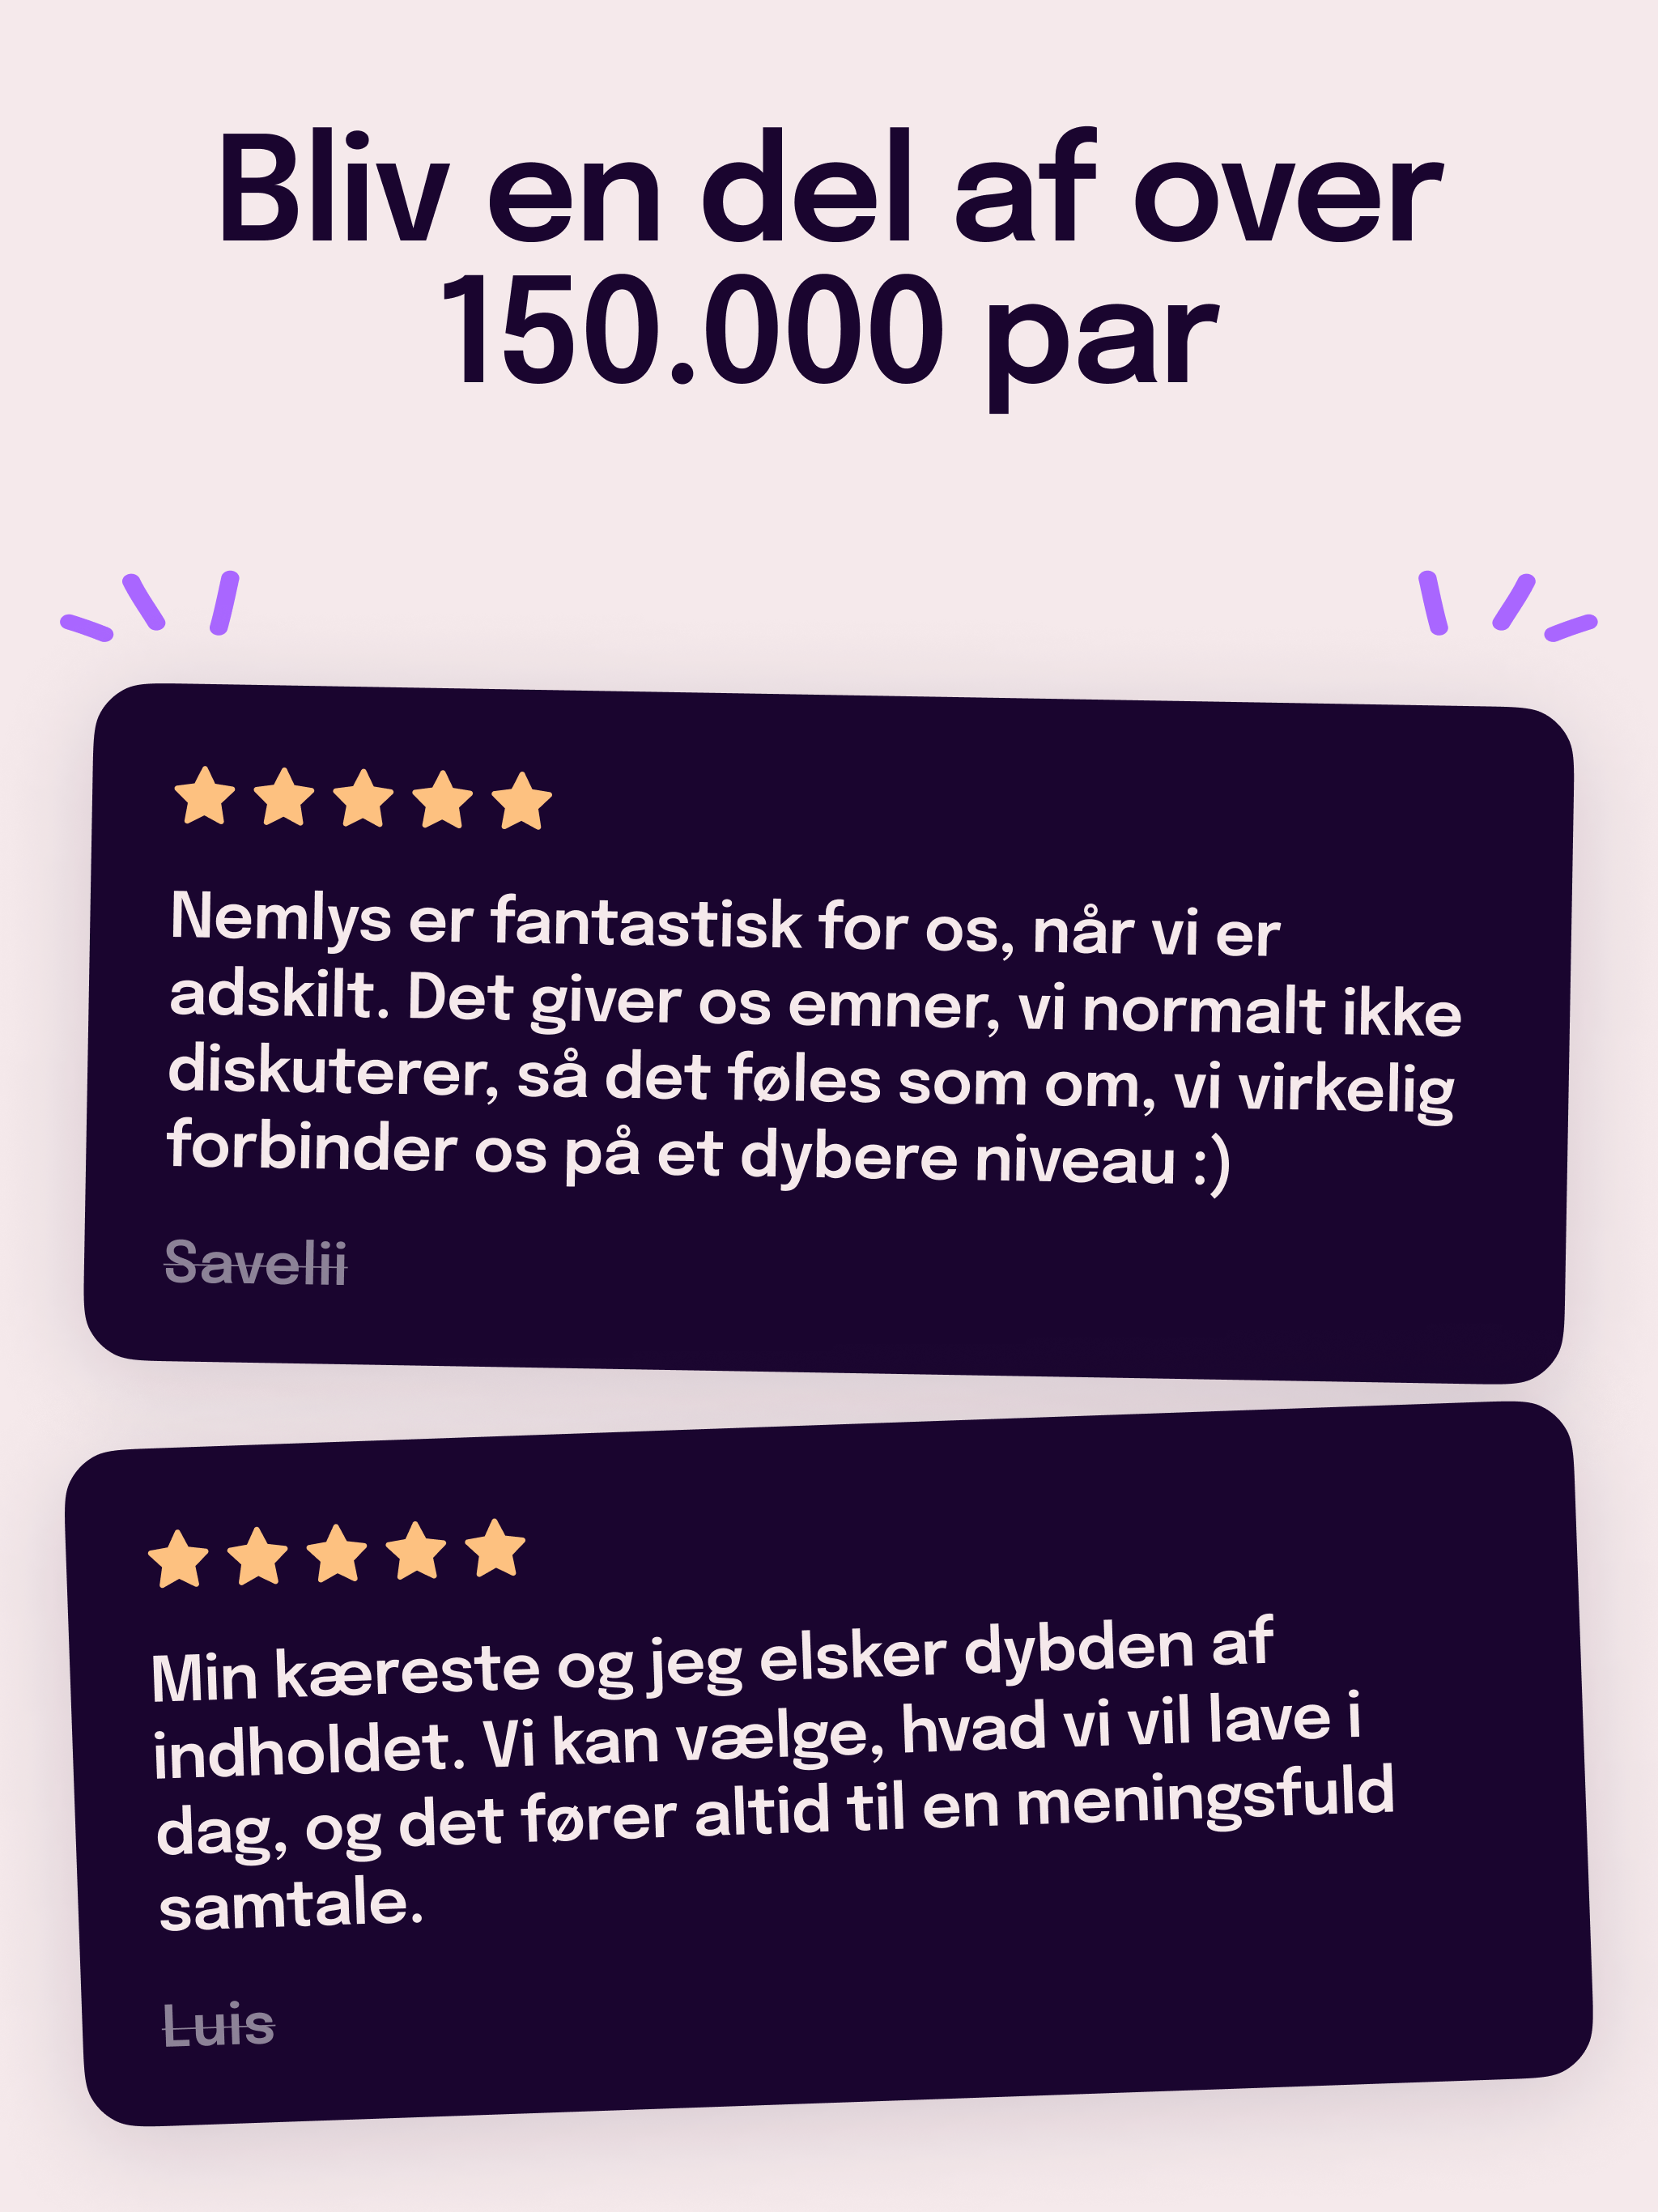 Bliv en del af over
150.000 par
Nemlys er fantastisk for os, når vi er
adskilt. Det giver os emner, vi normalt ikke
diskuterer, så det føles som om, vi virkelig
forbinder os på et dybere niveau :)
Savelii
Min kæreste og jeg elsker dybden af
indholdet. Vi kan vælge, hvad vi vil lave i
dag, og det fører altid til en meningsfuld
samtale.
Luis